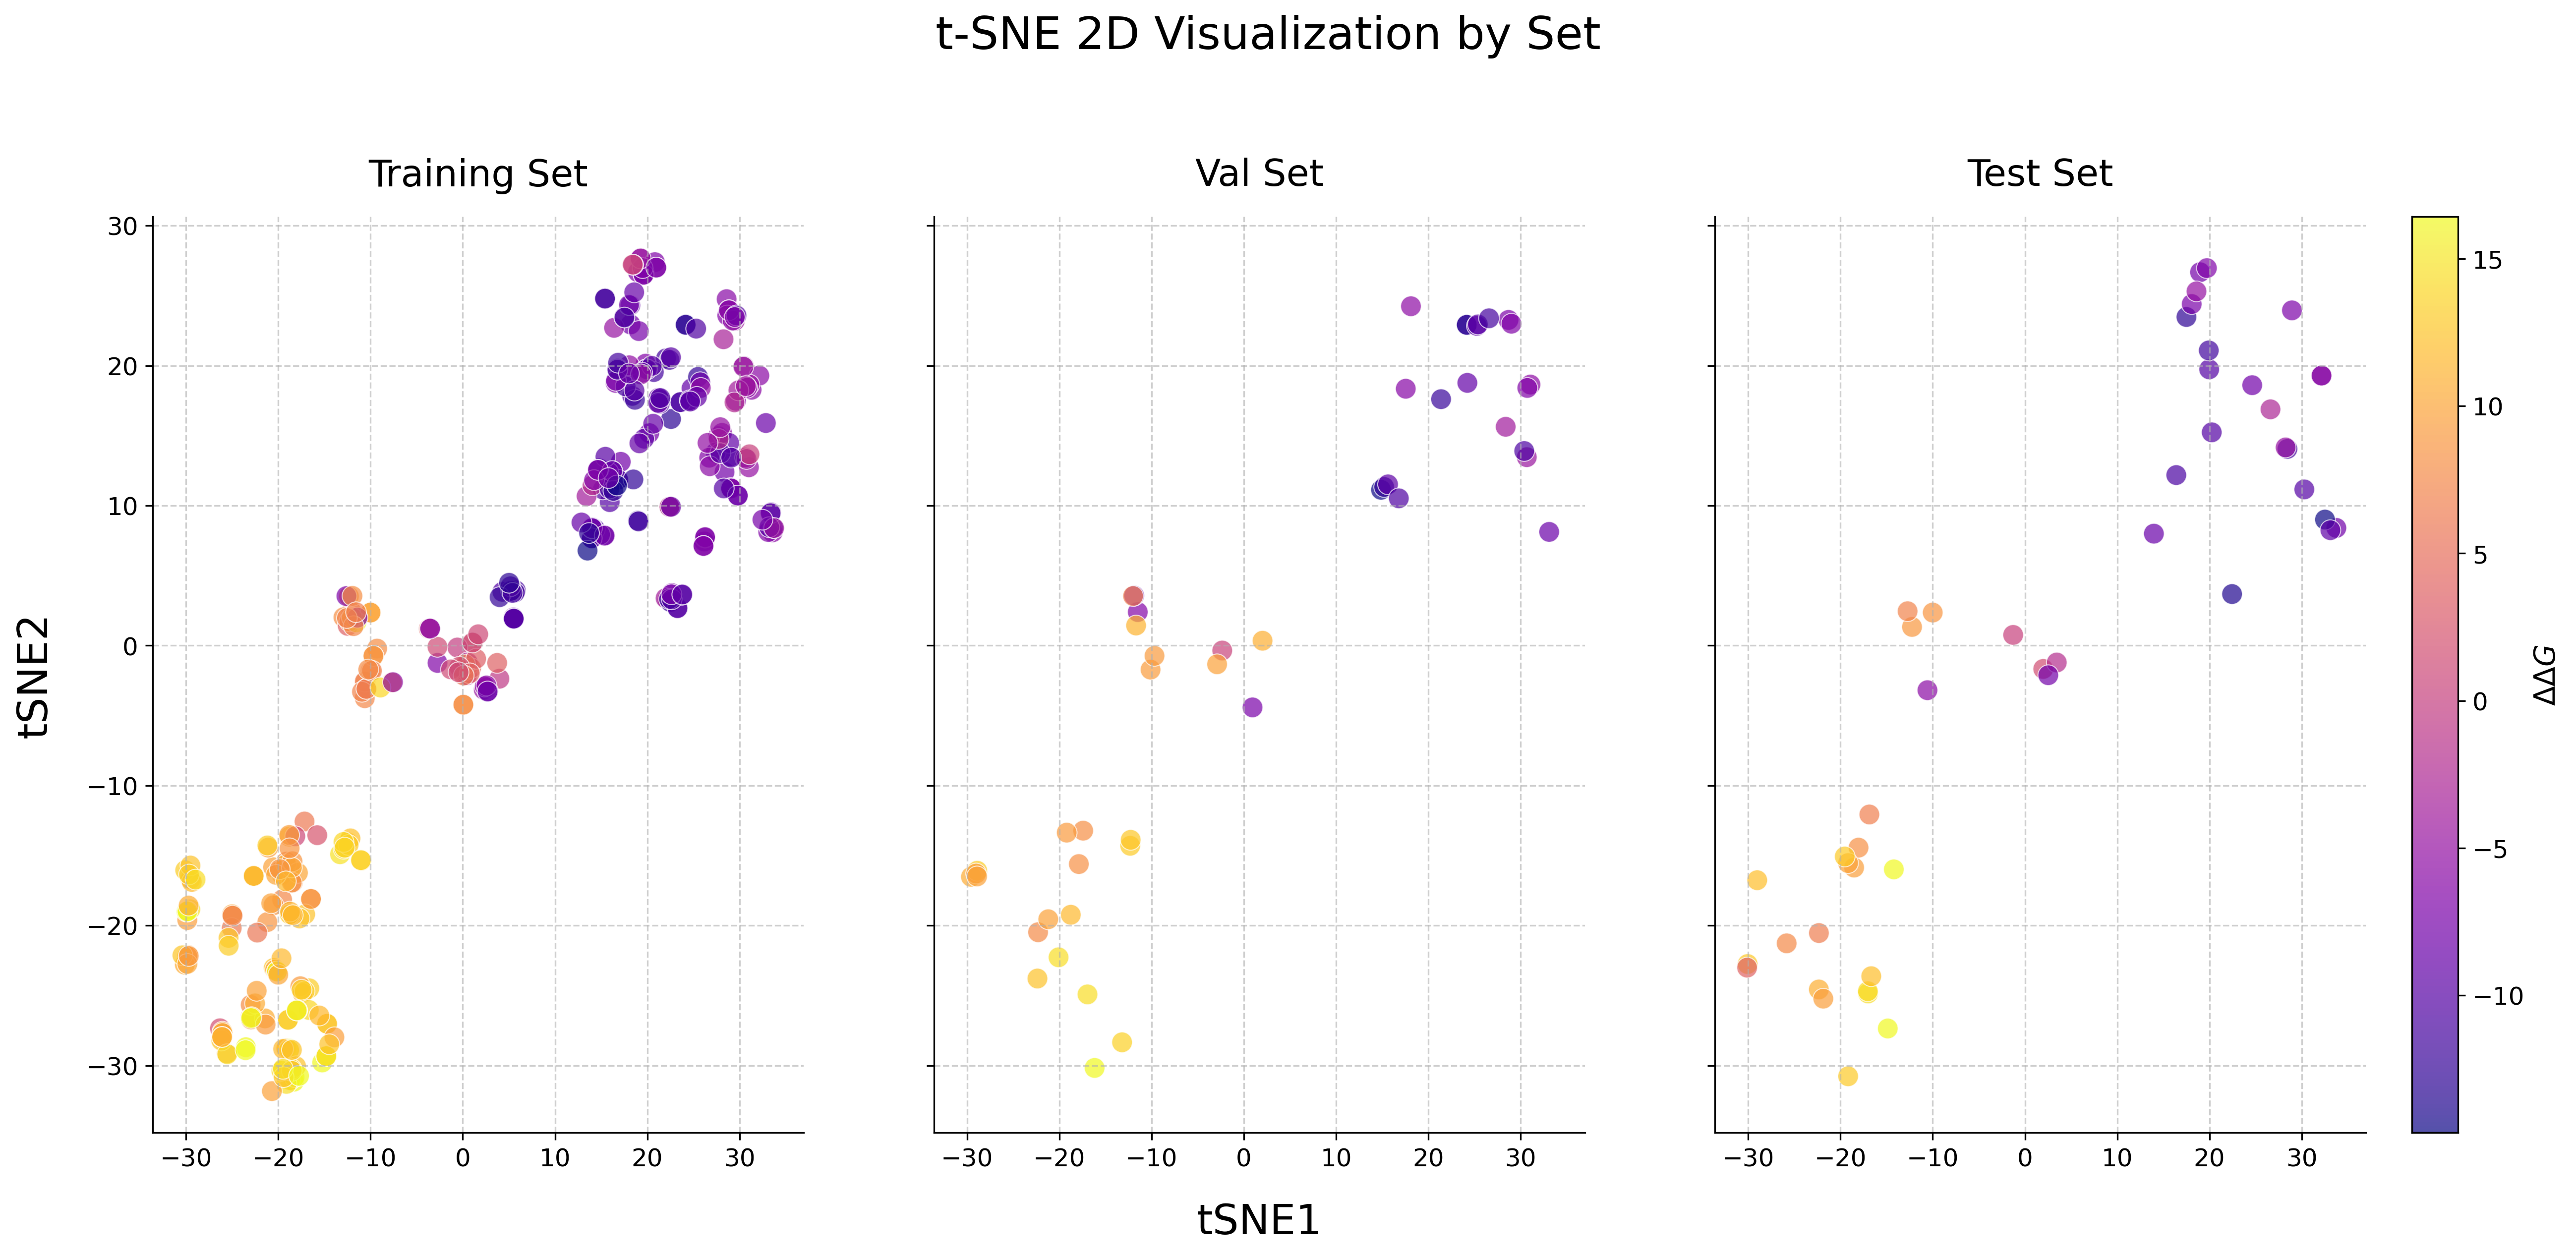 t-SNE 2D Visualization by Set
Training Set
Val Set
Test Set
30
20
10
0
−10
−20
−30
tSNE2
−30 −20 −10 0 10 20 30
−30 −20 −10 0 10 20 30
−30 −20 −10 0 10 20 30
tSNE1
15
10
5
0
−5
−10
ΔΔG